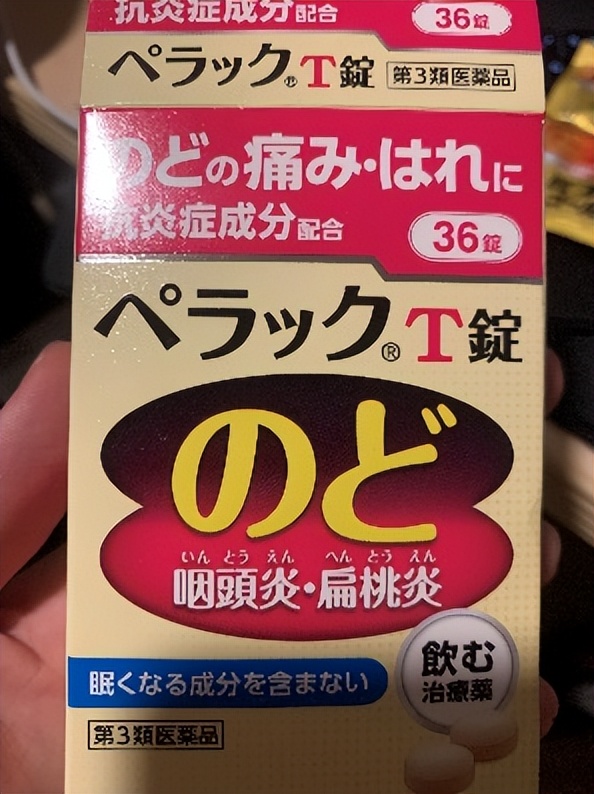 抗炎症成分配合
36錠
ペラック®T錠 第3類医薬品
のどの痛み・はれに
抗炎症成分配合
36錠
ペラック®T錠
のど
いんとうえん へんとうえん
咽頭炎・扁桃炎
飲む
治療薬
眠くなる成分を含まない
第3類医薬品